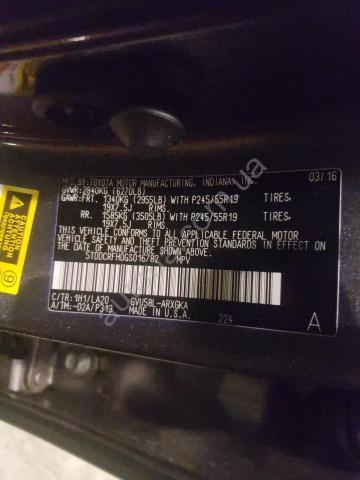 MFD. BY:TOYOTA MOTOR MANUFACTURING, INDIANA, INC. 03/16
GVWR: 2840KG (6270LB)
GAWR:FRT. 1340KG (2955LB) WITH P245/55R19 TIRES,
19X7.5J RIMS,
RR. 1585KG (3505LB) WITH P245/55R19 TIRES,
19X7.5J RIMS,
THIS VEHICLE CONFORMS TO ALL APPLICABLE FEDERAL MOTOR
VEHICLE SAFETY AND THEFT PREVENTION STANDARDS IN EFFECT
ON THE DATE OF MANUFACTURE SHOWN ABOVE.
5TDDCRFH0GS016782 MPV
C/TR: 1H1/LA20 GVU58L-ARXGKA
A/TM:-02A/P313 MADE IN U.S.A. 224 A
9